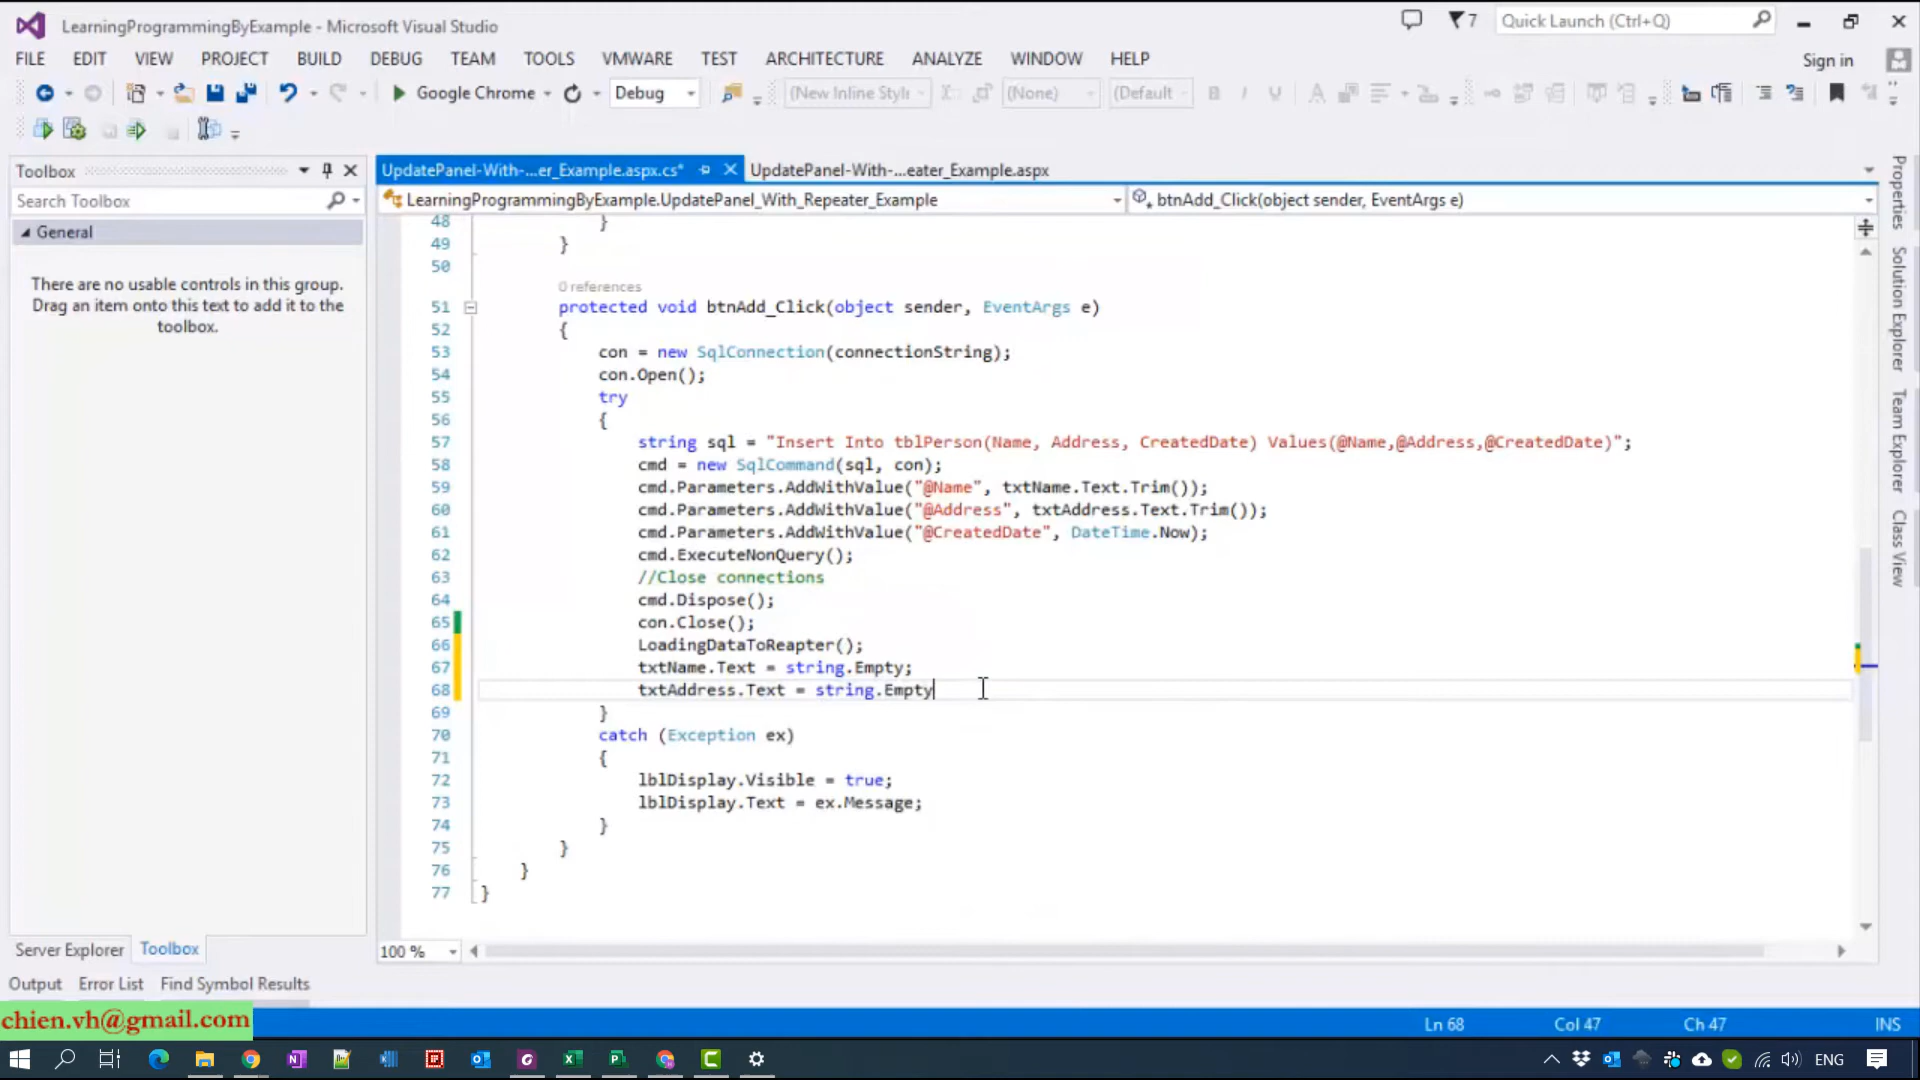 LearningProgrammingByExample - Microsoft Visual Studio
7
Quick Launch (Ctrl+Q)
FILE EDIT VIEW PROJECT BUILD DEBUG TEAM TOOLS VMWARE TEST ARCHITECTURE ANALYZE WINDOW HELP
Sign in
Google Chrome
Debug
(New Inline Style
(None)
(Default
Toolbox
UpdatePanel-With-...er_Example.aspx.cs*
UpdatePanel-With-...eater_Example.aspx
Search Toolbox
LearningProgrammingByExample.UpdatePanel_With_Repeater_Example
btnAdd_Click(object sender, EventArgs e)
General
There are no usable controls in this group.
Drag an item onto this text to add it to the
toolbox.
48 }
49 }
50
0 references
51 protected void btnAdd_Click(object sender, EventArgs e)
52 {
53 con = new SqlConnection(connectionString);
54 con.Open();
55 try
56 {
57 string sql = "Insert Into tblPerson(Name, Address, CreatedDate) Values(@Name,@Address,@CreatedDate)";
58 cmd = new SqlCommand(sql, con);
59 cmd.Parameters.AddWithValue("@Name", txtName.Text.Trim());
60 cmd.Parameters.AddWithValue("@Address", txtAddress.Text.Trim());
61 cmd.Parameters.AddWithValue("@CreatedDate", DateTime.Now);
62 cmd.ExecuteNonQuery();
63 //Close connections
64 cmd.Dispose();
65 con.Close();
66 LoadingDataToReapter();
67 txtName.Text = string.Empty;
68 txtAddress.Text = string.Empty
69 }
70 catch (Exception ex)
71 {
72 lblDisplay.Visible = true;
73 lblDisplay.Text = ex.Message;
74 }
75 }
76 }
77 }
Properties
Solution Explorer
Team Explorer
Class View
100 %
Server Explorer Toolbox
Output Error List Find Symbol Results
chien.vh@gmail.com
Ln 68 Col 47 Ch 47 INS
ENG